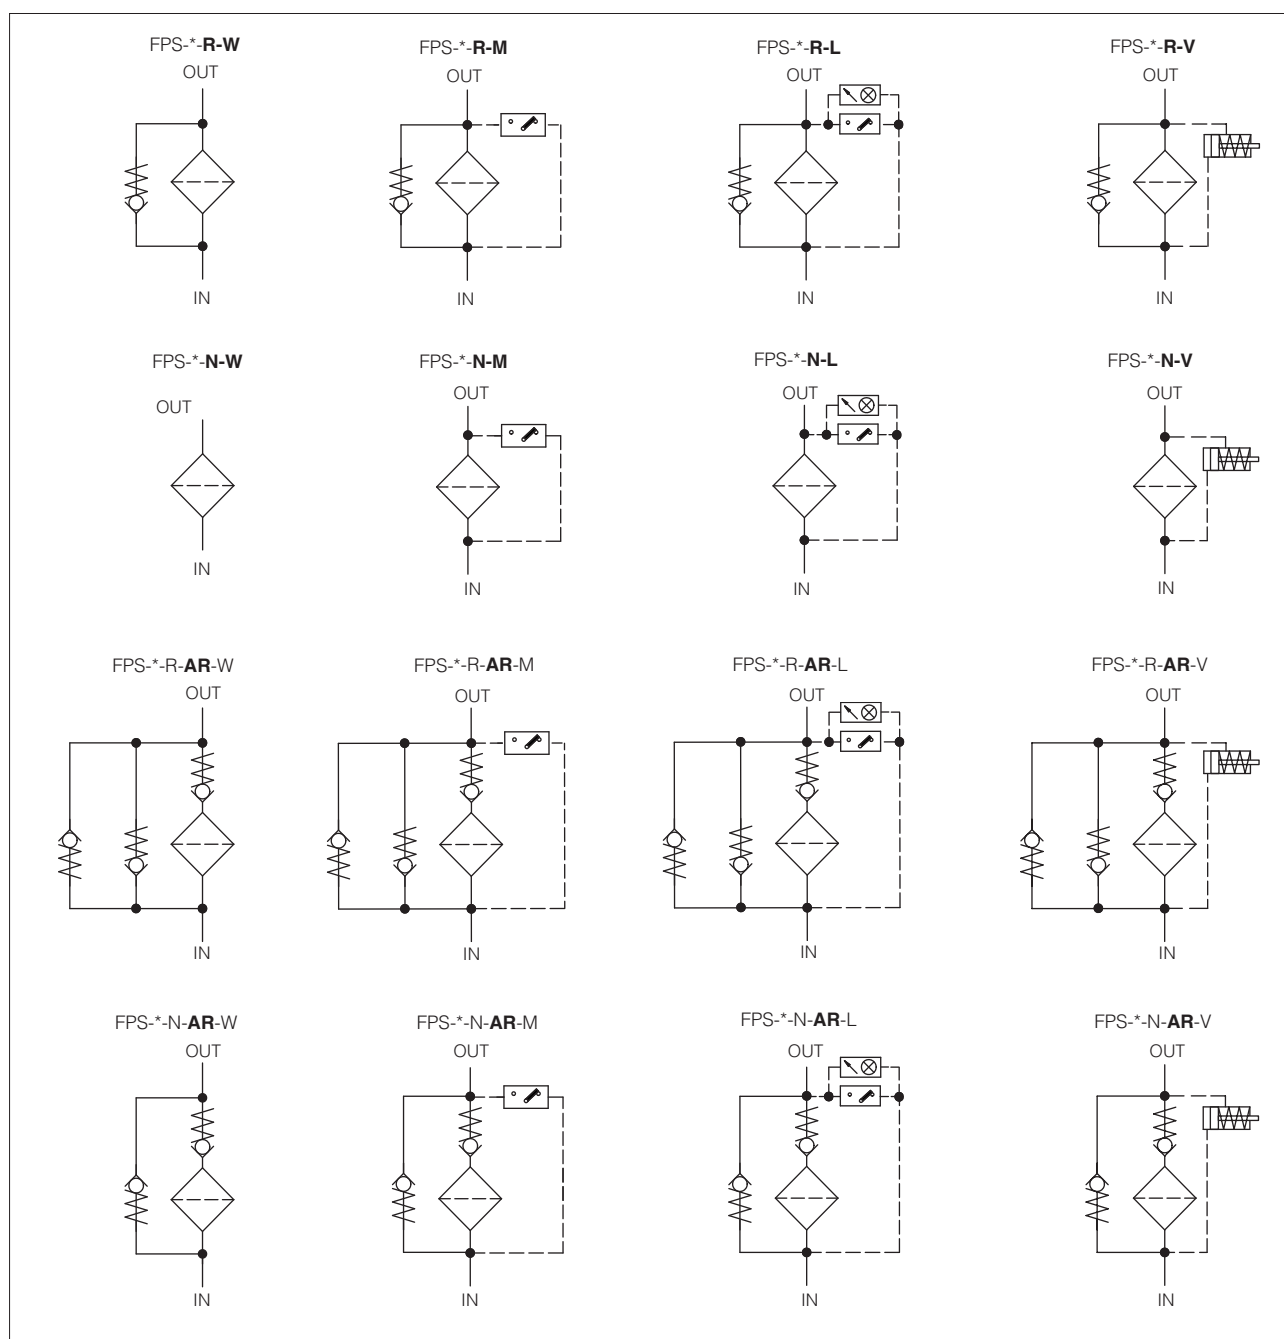 FPS-*-R-W
OUT
IN
FPS-*-R-M
OUT
IN
FPS-*-R-L
OUT
IN
FPS-*-R-V
OUT
IN
FPS-*-N-W
OUT
IN
FPS-*-N-M
OUT
IN
FPS-*-N-L
OUT
IN
FPS-*-N-V
OUT
IN
FPS-*-R-AR-W
OUT
IN
FPS-*-R-AR-M
OUT
IN
FPS-*-R-AR-L
OUT
IN
FPS-*-R-AR-V
OUT
IN
FPS-*-N-AR-W
OUT
IN
FPS-*-N-AR-M
OUT
IN
FPS-*-N-AR-L
OUT
IN
FPS-*-N-AR-V
OUT
IN